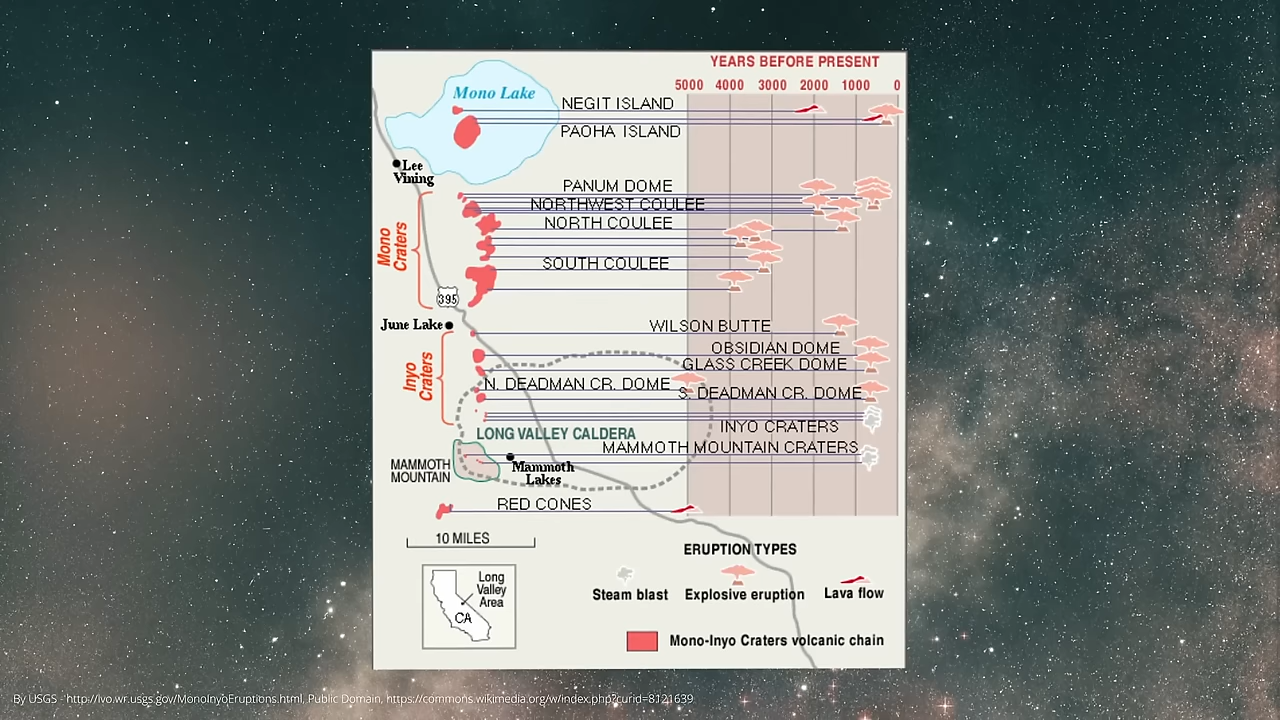 YEARS BEFORE PRESENT
5000 4000 3000 2000 1000 0
Mono Lake
NEGIT ISLAND
PAOHA ISLAND
Lee
Vining
PANUM DOME
NORTHWEST COULEE
NORTH COULEE
Mono
Craters
SOUTH COULEE
395
June Lake
WILSON BUTTE
OBSIDIAN DOME
GLASS CREEK DOME
Inyo
Craters
N. DEADMAN CR. DOME
S. DEADMAN CR. DOME
INYO CRATERS
LONG VALLEY CALDERA
MAMMOTH MOUNTAIN CRATERS
MAMMOTH
MOUNTAIN
Mammoth
Lakes
RED CONES
10 MILES
ERUPTION TYPES
Steam blast Explosive eruption Lava flow
Long
Valley
Area
CA
Mono-Inyo Craters volcanic chain
By USGS - http://lvo.wr.usgs.gov/MonoInyoEruptions.html, Public Domain, https://commons.wikimedia.org/w/index.php?curid=8121639